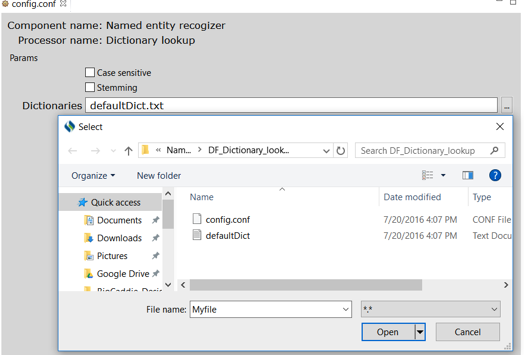 config.conf
Component name: Named entity recogizer
Processor name: Dictionary lookup
Params
Case sensitive
Stemming
Dictionaries defaultDict.txt ...
Select
« Nam... > DF_Dictionary_look... Search DF_Dictionary_lookup
Organize New folder ?
Name Date modified Type
Quick access
Documents config.conf 7/20/2016 4:07 PM CONF File
Downloads defaultDict 7/20/2016 4:07 PM Text Docu
Pictures
Google Drive
File name: Myfile *.*
Open Cancel